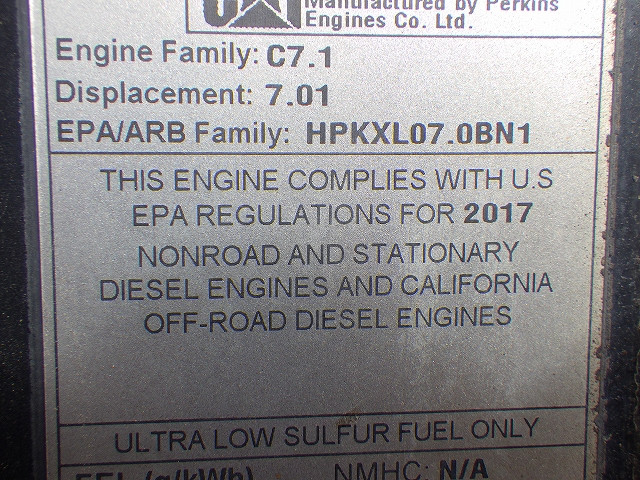 Manufactured by Perkins
Engines Co. Ltd.
Engine Family: C7.1
Displacement: 7.01
EPA/ARB Family: HPKXL07.0BN1
THIS ENGINE COMPLIES WITH U.S
EPA REGULATIONS FOR 2017
NONROAD AND STATIONARY
DIESEL ENGINES AND CALIFORNIA
OFF-ROAD DIESEL ENGINES
ULTRA LOW SULFUR FUEL ONLY
FEL (g/kWh) NMHC: N/A